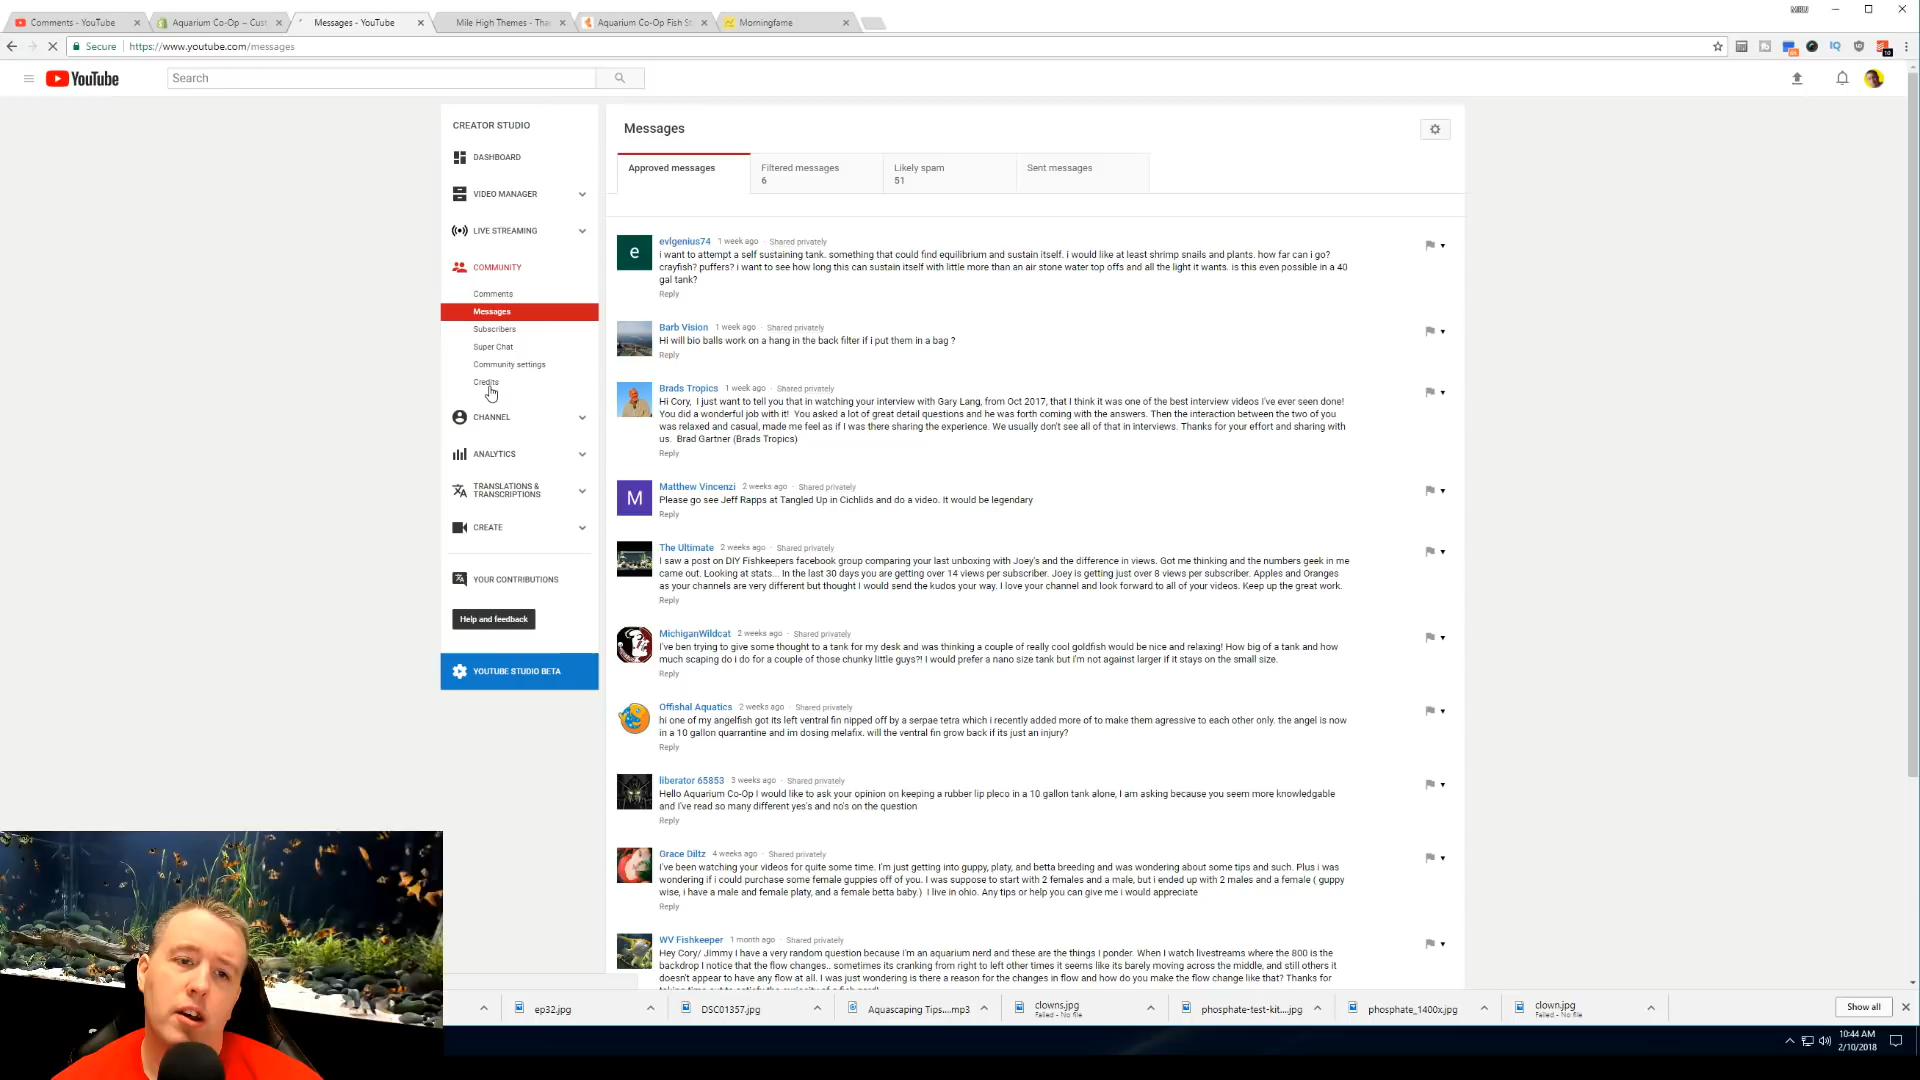 Comments - YouTube
Aquarium Co-Op – Cust
Messages - YouTube
Mile High Themes - Tha
Aquarium Co-Op Fish St
Morningfame
Secure
https://www.youtube.com/messages
YouTube
Search
CREATOR STUDIO
DASHBOARD
VIDEO MANAGER
LIVE STREAMING
COMMUNITY
Comments
Messages
Subscribers
Super Chat
Community settings
Credits
CHANNEL
ANALYTICS
TRANSLATIONS &
TRANSCRIPTIONS
CREATE
YOUR CONTRIBUTIONS
Help and feedback
YOUTUBE STUDIO BETA
Messages
Approved messages
Filtered messages
6
Likely spam
51
Sent messages
evlgenius74 1 week ago · Shared privately
i want to attempt a self sustaining tank. something that could find equilibrium and sustain itself. i would like at least shrimp snails and plants. how far can i go?
crayfish? puffers? i want to see how long this can sustain itself with little more than an air stone water top offs and all the light it wants. is this even possible in a 40
gal tank?
Reply
Barb Vision 1 week ago · Shared privately
Hi will bio balls work on a hang in the back filter if i put them in a bag ?
Reply
Brads Tropics 1 week ago · Shared privately
Hi Cory, I just want to tell you that in watching your interview with Gary Lang, from Oct 2017, that I think it was one of the best interview videos I've ever seen done!
You did a wonderful job with it! You asked a lot of great detail questions and he was forth coming with the answers. Then the interaction between the two of you
was relaxed and casual, made me feel as if I was there sharing the experience. We usually don't see all of that in interviews. Thanks for your effort and sharing with
us. Brad Gartner (Brads Tropics)
Reply
Matthew Vincenzi 2 weeks ago · Shared privately
Please go see Jeff Rapps at Tangled Up in Cichlids and do a video. It would be legendary
Reply
The Ultimate 2 weeks ago · Shared privately
I saw a post on DIY Fishkeepers facebook group comparing your last unboxing with Joey's and the difference in views. Got me thinking and the numbers geek in me
came out. Looking at stats... In the last 30 days you are getting over 14 views per subscriber. Joey is getting just over 8 views per subscriber. Apples and Oranges
as your channels are very different but thought I would send the kudos your way. I love your channel and look forward to all of your videos. Keep up the great work.
Reply
MichiganWildcat 2 weeks ago · Shared privately
I've ben trying to give some thought to a tank for my desk and was thinking a couple of really cool goldfish would be nice and relaxing! How big of a tank and how
much scaping do i do for a couple of those chunky little guys?! I would prefer a nano size tank but i'm not against larger if it stays on the small size.
Reply
Offishal Aquatics 2 weeks ago · Shared privately
hi one of my angelfish got its left ventral fin nipped off by a serpae tetra which i recently added more of to make them agressive to each other only. the angel is now
in a 10 gallon quarantine and im dosing melafix. will the ventral fin grow back if its just an injury?
Reply
liberator 65853 3 weeks ago · Shared privately
Hello Aquarium Co-Op I would like to ask your opinion on keeping a rubber lip pleco in a 10 gallon tank alone, I am asking because you seem more knowledgable
and I've read so many different yes's and no's on the question
Reply
Grace Diltz 4 weeks ago · Shared privately
I've been watching your videos for quite some time. I'm just getting into guppy, platy, and betta breeding and was wondering about some tips and such. Plus i was
wondering if i could purchase some female guppies off of you. I was suppose to start with 2 females and a male, but i ended up with 2 males and a female ( guppy
wise, i have a male and female platy, and a female betta baby.) I live in ohio. Any tips or help you can give me i would appreciate
Reply
WV Fishkeeper 1 month ago · Shared privately
Hey Cory/ Jimmy I have a very random question because i'm an aquarium nerd and these are the things I ponder. When I watch livestreams where the 800 is the
backdrop I notice that the flow changes.. sometimes its cranking from right to left other times it seems like its barely moving across the middle, and still others it
doesn't appear to have any flow at all. I was just wondering is there a reason for the changes in flow and how do you make the flow change like that? Thanks for
ep32.jpg
DSC01357.jpg
Aquascaping Tips....mp3
clowns.jpg
Failed - No file
phosphate-test-kit....jpg
phosphate_1400x.jpg
clown.jpg
Failed - No file
Show all
10:44 AM
2/10/2018